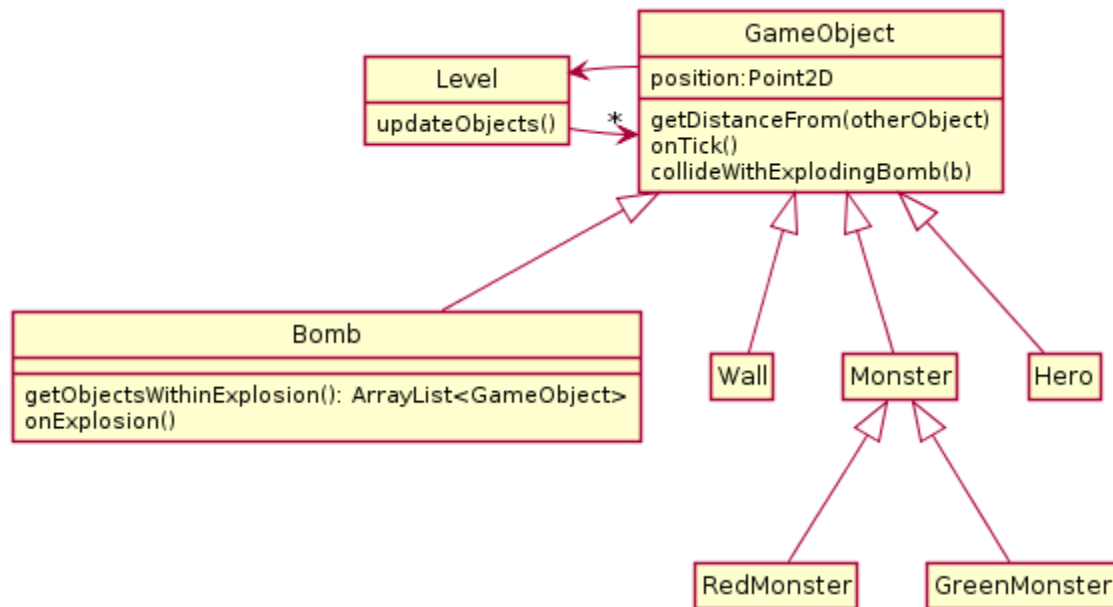 GameObject
position:Point2D
getDistanceFrom(otherObject)
onTick()
collideWithExplodingBomb(b)
Level
updateObjects()
*
Bomb
getObjectsWithinExplosion(): ArrayList<GameObject>
onExplosion()
Wall
Monster
Hero
RedMonster
GreenMonster